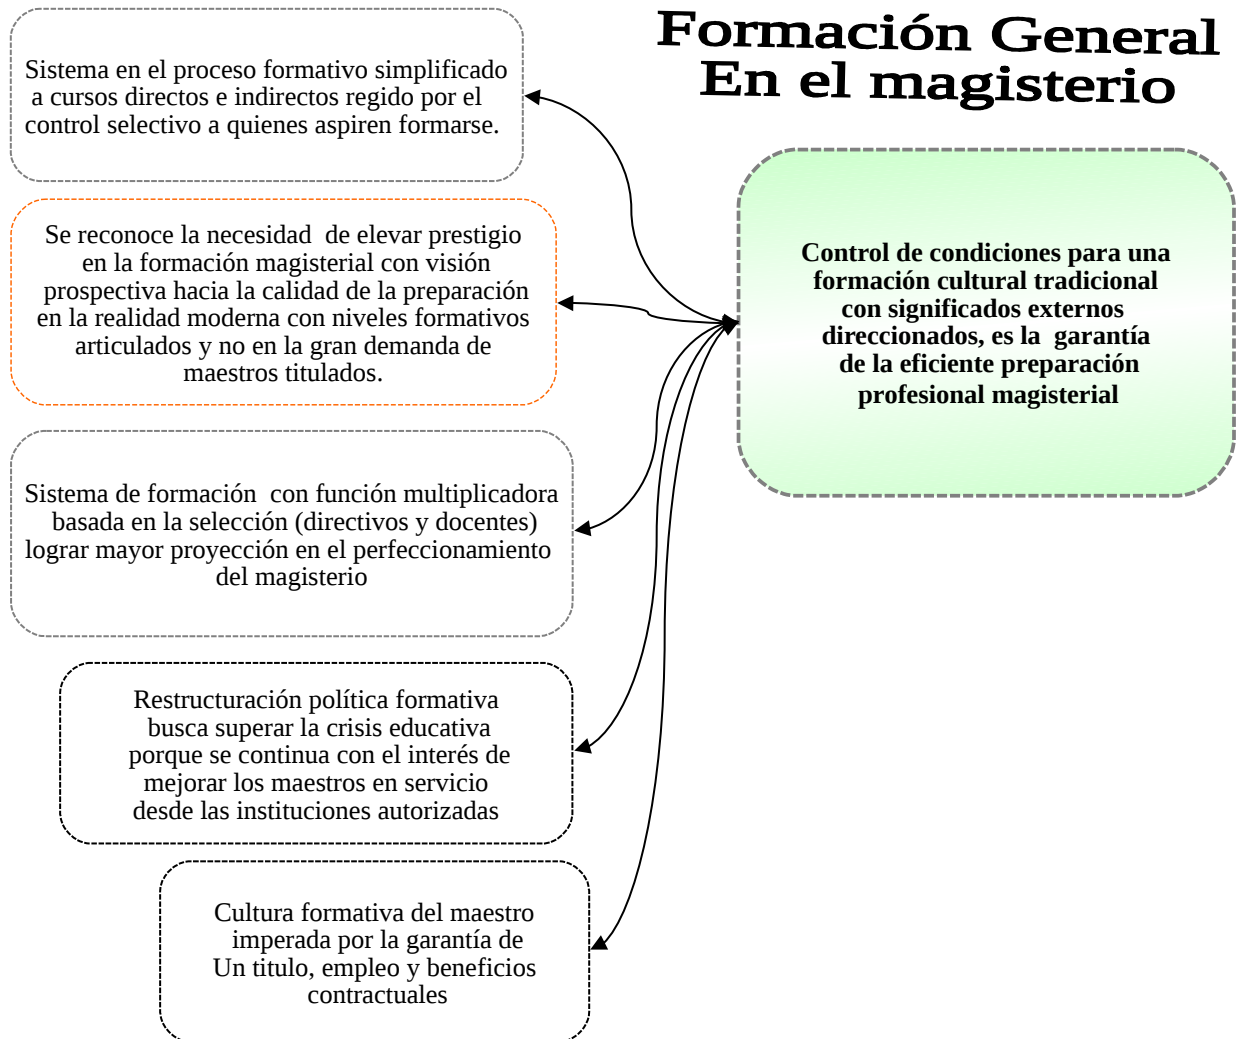 Formación General
En el magisterio
Sistema en el proceso formativo simplificado
a cursos directos e indirectos regido por el
control selectivo a quienes aspiren formarse.
Se reconoce la necesidad de elevar prestigio
en la formación magisterial con visión
prospectiva hacia la calidad de la preparación
en la realidad moderna con niveles formativos
articulados y no en la gran demanda de
maestros titulados.
Sistema de formación con función multiplicadora
basada en la selección (directivos y docentes)
lograr mayor proyección en el perfeccionamiento
del magisterio
Restructuración política formativa
busca superar la crisis educativa
porque se continua con el interés de
mejorar los maestros en servicio
desde las instituciones autorizadas
Cultura formativa del maestro
imperada por la garantía de
Un titulo, empleo y beneficios
contractuales
Control de condiciones para una
formación cultural tradicional
con significados externos
direccionados, es la garantía
de la eficiente preparación
profesional magisterial